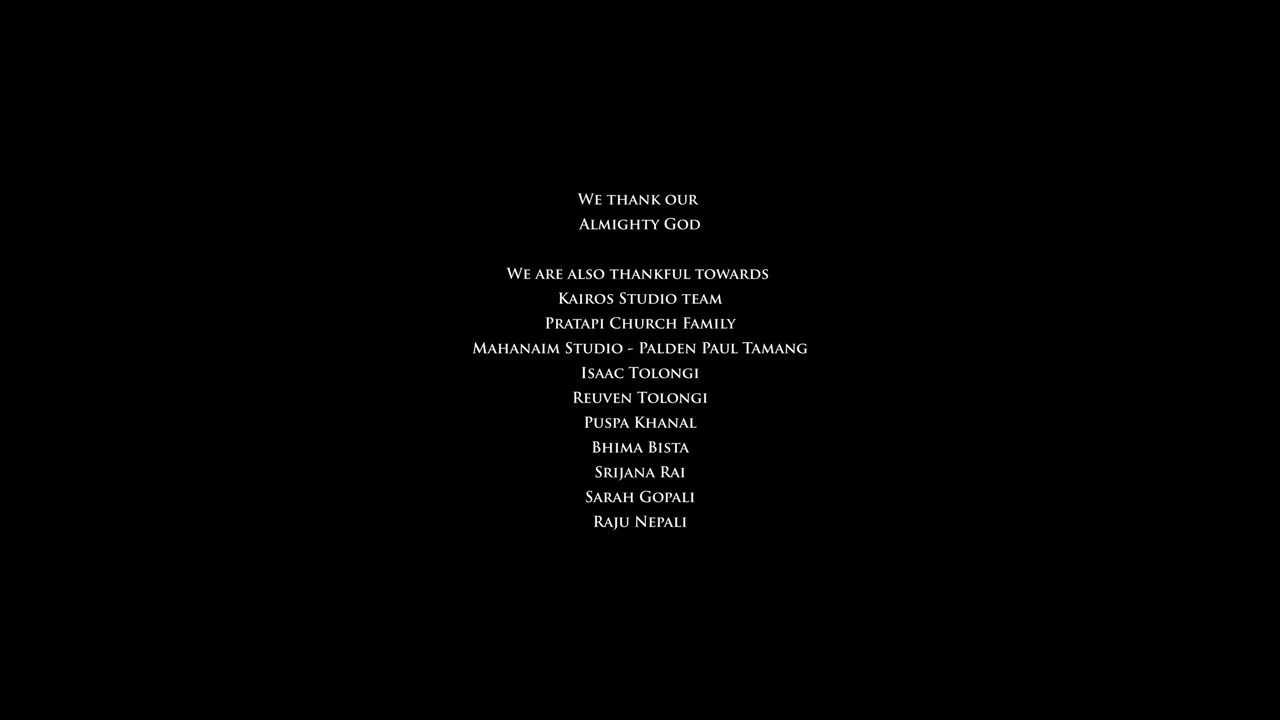 We thank our
Almighty God
We are also thankful towards
Kairos Studio team
Pratapi Church Family
Mahanaim Studio - Palden Paul Tamang
Isaac Tolongi
Reuven Tolongi
Puspa Khanal
Bhima Bista
Srijana Rai
Sarah Gopali
Raju Nepali